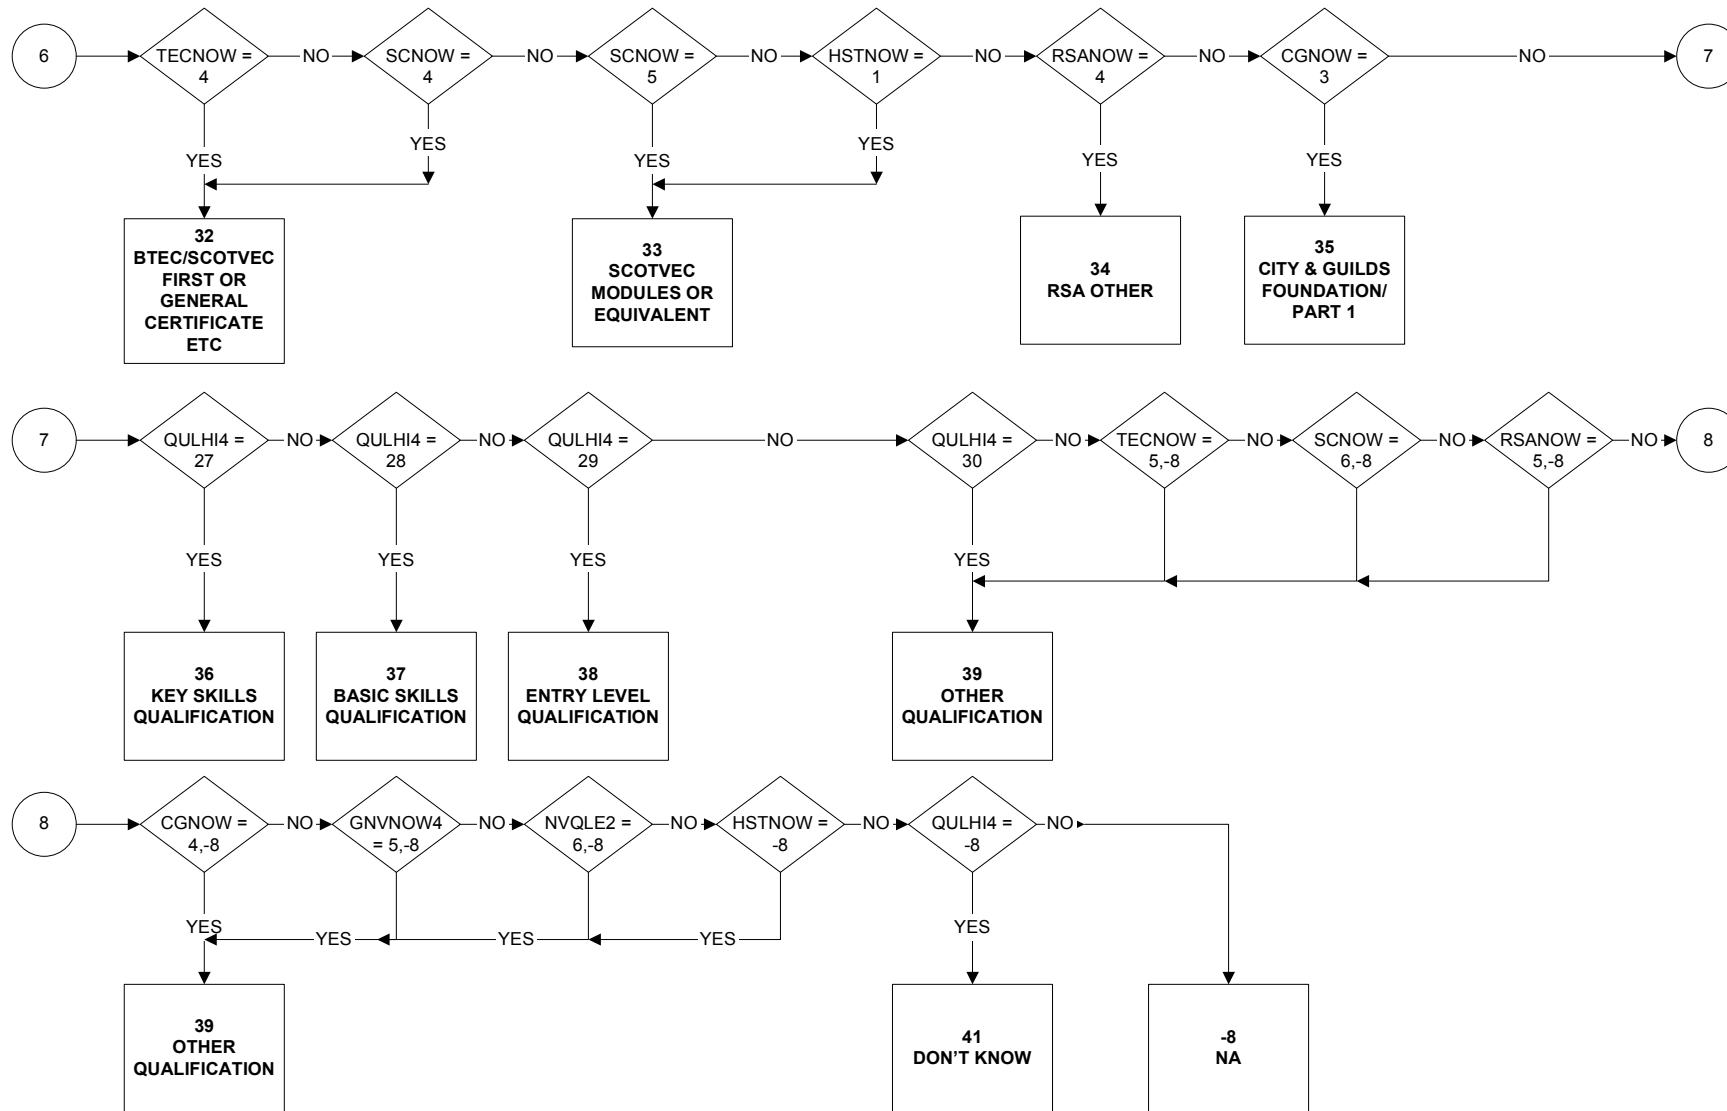 6
TECNOW =
4
NO
SCNOW =
4
NO
SCNOW =
5
NO
HSTNOW =
1
NO
RSANOW =
4
NO
CGNOW =
3
NO
7
YES
YES
YES
YES
YES
YES
32
BTEC/SCOTVEC
FIRST OR
GENERAL
CERTIFICATE
ETC
33
SCOTVEC
MODULES OR
EQUIVALENT
34
RSA OTHER
35
CITY & GUILDS
FOUNDATION/
PART 1
7
QULHI4 =
27
NO
QULHI4 =
28
NO
QULHI4 =
29
NO
QULHI4 =
30
NO
TECNOW =
5,-8
NO
SCNOW =
6,-8
NO
RSANOW =
5,-8
NO
8
YES
YES
YES
YES
36
KEY SKILLS
QUALIFICATION
37
BASIC SKILLS
QUALIFICATION
38
ENTRY LEVEL
QUALIFICATION
39
OTHER
QUALIFICATION
8
CGNOW =
4,-8
NO
GNVNOW4
= 5,-8
NO
NVQLE2 =
6,-8
NO
HSTNOW =
-8
NO
QULHI4 =
-8
NO
YES
YES
YES
YES
YES
39
OTHER
QUALIFICATION
41
DON'T KNOW
-8
NA